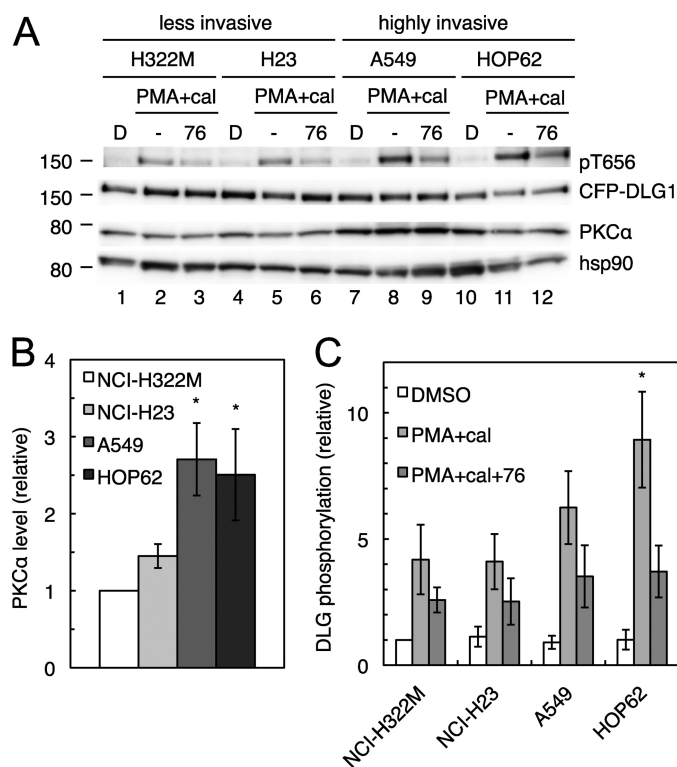 A
less invasive highly invasive
H322M H23 A549 HOP62
PMA+cal PMA+cal PMA+cal PMA+cal
D - 76 D - 76 D - 76 D - 76
150 pT656
150 CFP-DLG1
80 PKCα
80 hsp90
1 2 3 4 5 6 7 8 9 10 11 12
B
PKCα level (relative)
4
3
2
1
0
NCI-H322M
NCI-H23
A549
HOP62
* *
C
DLG phosphorylation (relative)
10
5
0
DMSO
PMA+cal
PMA+cal+76
*
NCI-H322M
NCI-H23
A549
HOP62